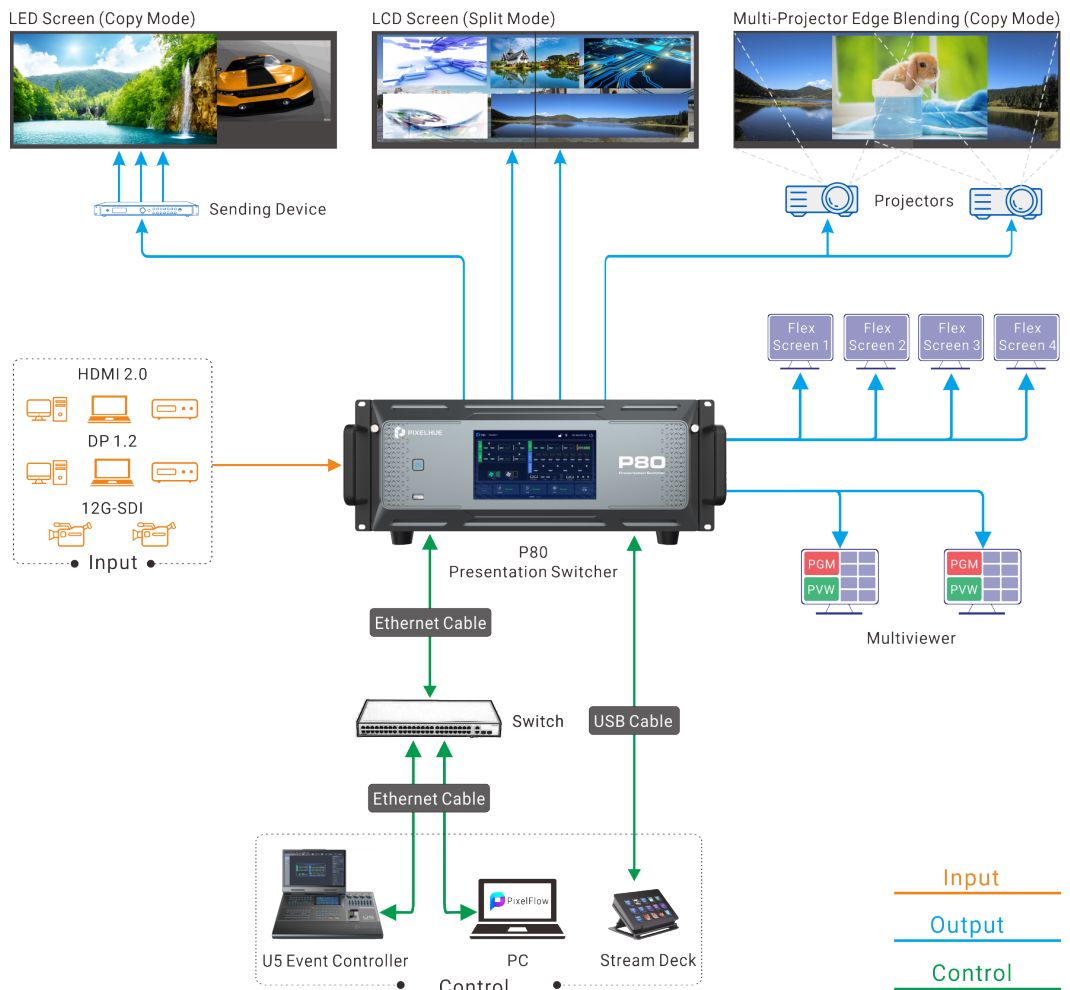 LED Screen (Copy Mode)
LCD Screen (Split Mode)
Multi-Projector Edge Blending (Copy Mode)
Sending Device
Projectors
Flex
Screen 1
Flex
Screen 2
Flex
Screen 3
Flex
Screen 4
HDMI 2.0
DP 1.2
12G-SDI
Input
PIXELHUE
P80
Presentation Switcher
P80
Presentation Switcher
PGM
PVW
PGM
PVW
Multiviewer
Ethernet Cable
Switch
USB Cable
Ethernet Cable
U5
PixelFlow
U5 Event Controller
PC
Stream Deck
Control
Input
Output
Control